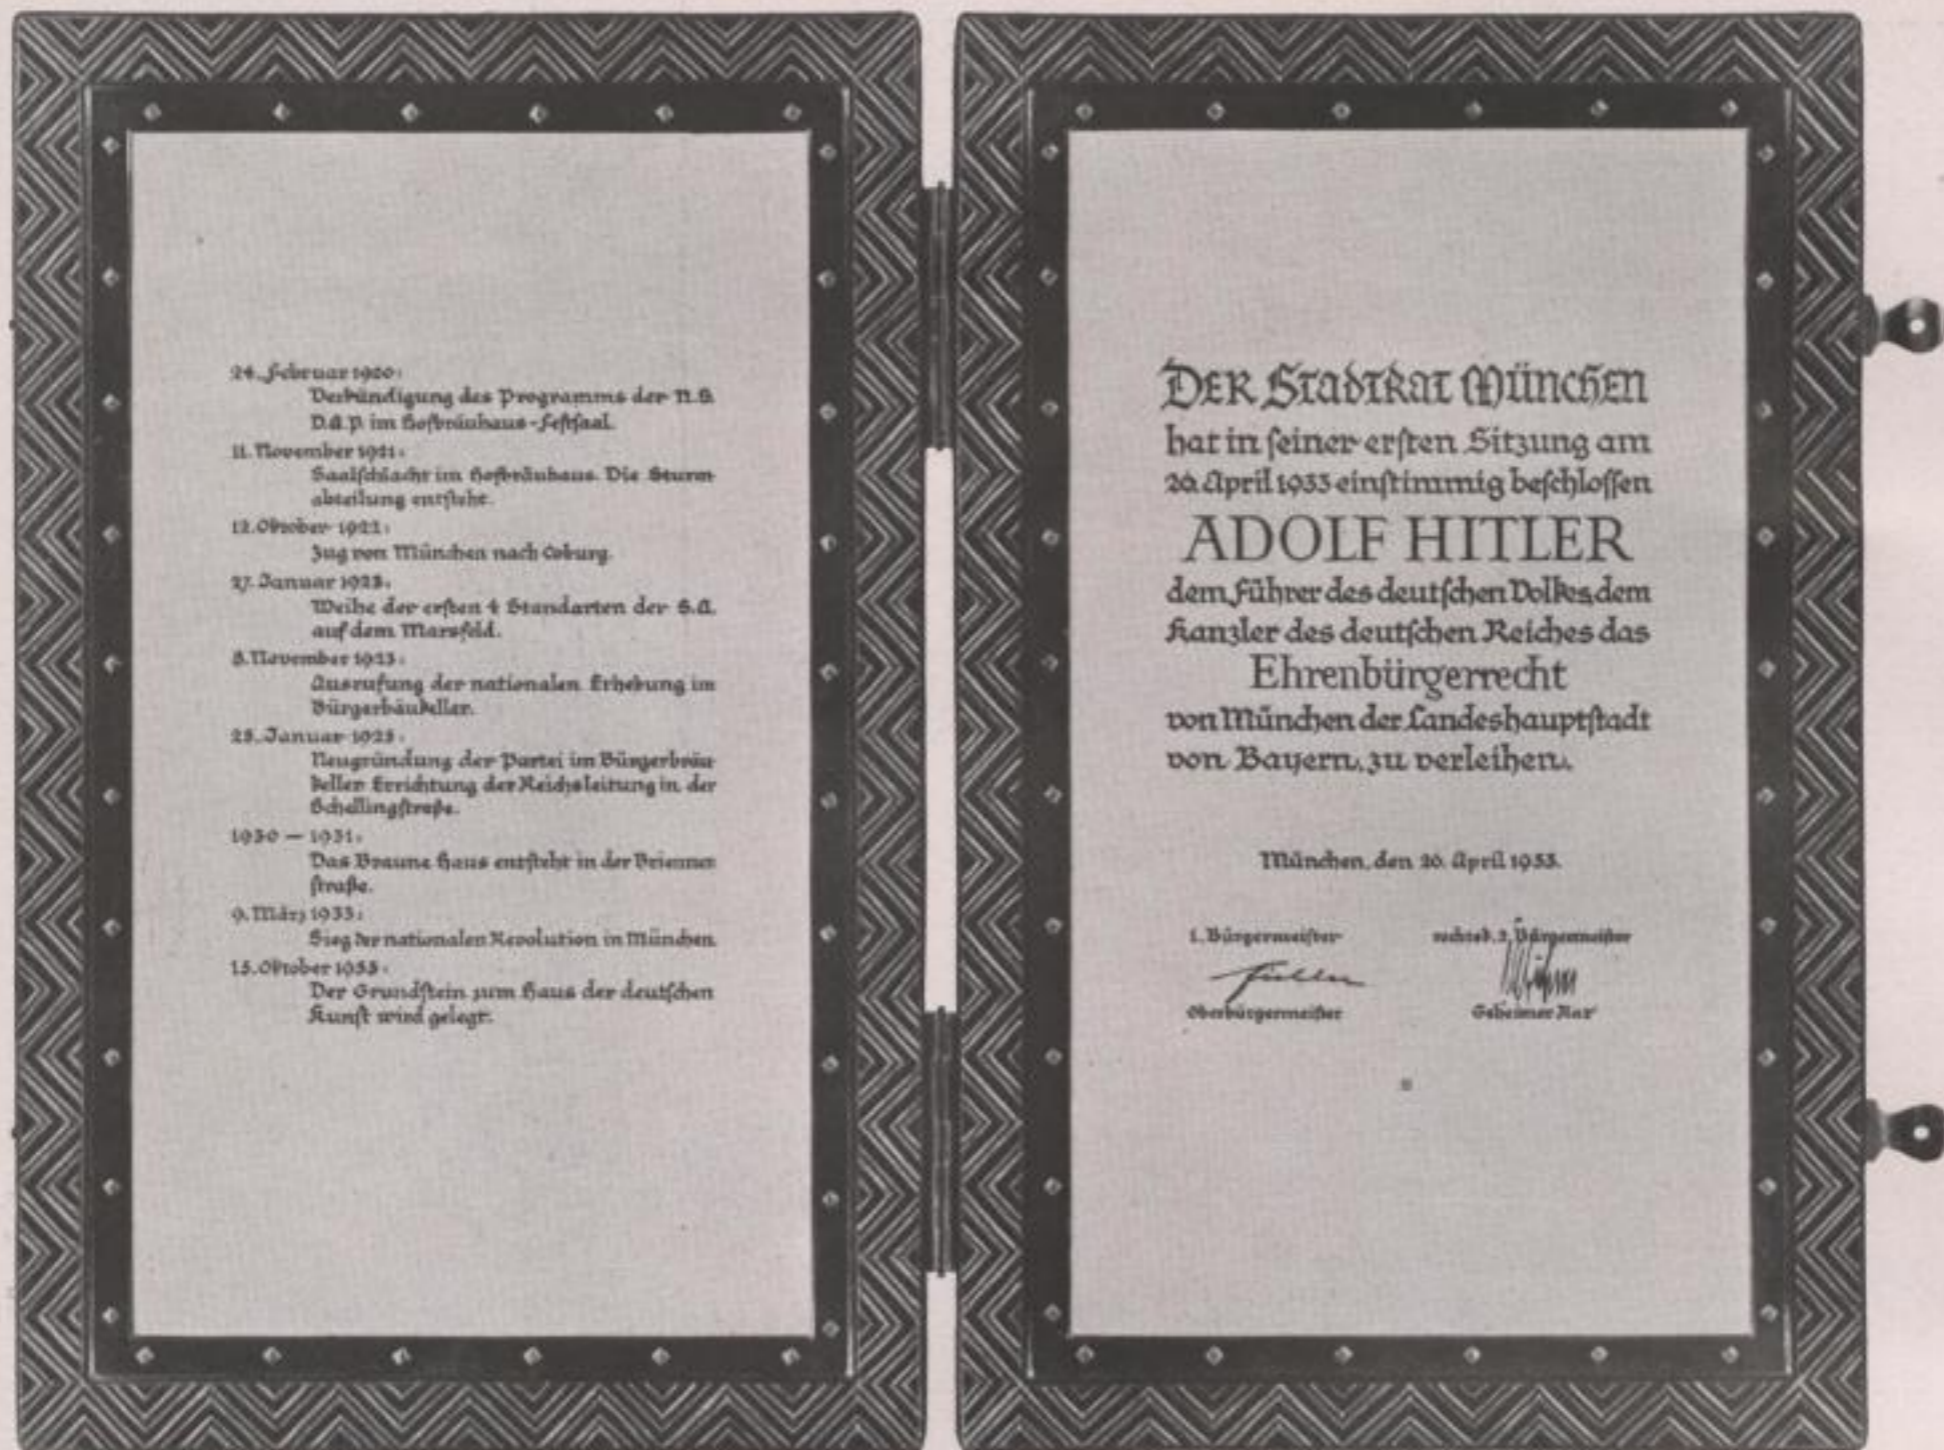 24. Februar 1920:
Verkündigung des Programms der N.S.
D.A.P. im Hofbräuhaus-Festsaal.
11. November 1921:
Saalschlacht im Hofbräuhaus. Die Sturm-
abteilung entsteht.
12. Oktober 1922:
Zug von München nach Coburg.
27. Januar 1923:
Weihe der ersten 4 Standarten der S.A.
auf dem Marsfeld.
8. November 1923:
Ausrufung der nationalen Erhebung im
Bürgerbräukeller.
25. Januar 1925:
Neugründung der Partei im Bürgerbräu-
keller Errichtung der Reichsleitung in der
Schellingstraße.
1930 – 1931:
Das Braune Haus entsteht in der Brienner
straße.
9. März 1933:
Sieg der nationalen Revolution in München.
15. Oktober 1933:
Der Grundstein zum Haus der deutschen
Kunst wird gelegt.
DER STADTRAT MÜNCHEN
hat in seiner ersten Sitzung am
26. April 1933 einstimmig beschlossen
ADOLF HITLER
dem Führer des deutschen Volkes, dem
Kanzler des deutschen Reiches das
Ehrenbürgerrecht
von München der Landeshauptstadt
von Bayern, zu verleihen.
München, den 26. April 1933.
1. Bürgermeister
rechtsk. 2. Bürgermeister
Oberbürgermeister
Geheimer Rat